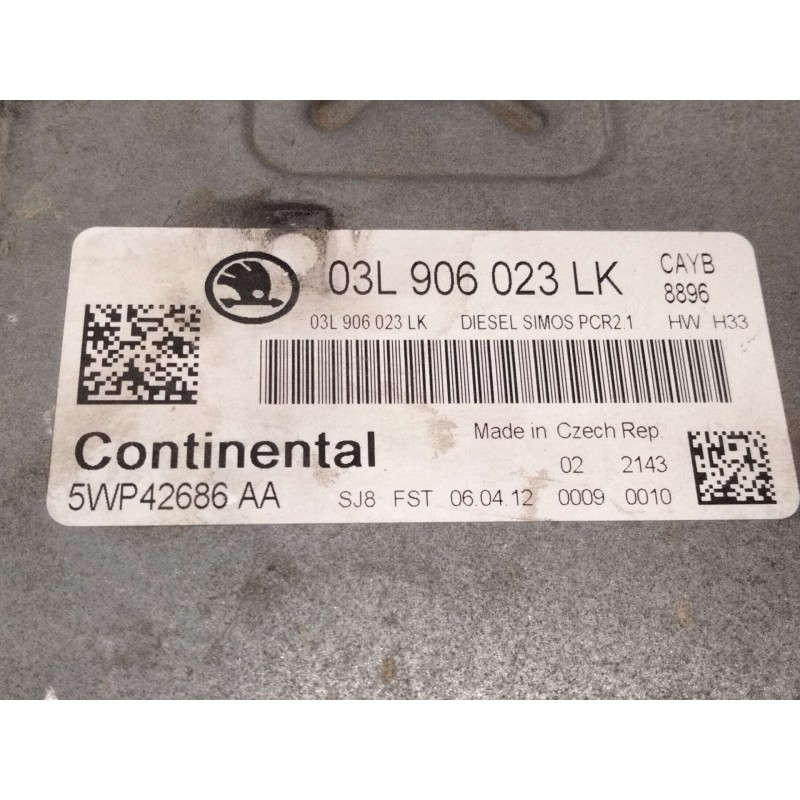 03L 906 023 LK CAYB
8896
03L 906 023 LK DIESEL SIMOS PCR2.1 HW H33
Continental Made in Czech Rep.
02 2143
5WP42686 AA SJ8 FST 06.04.12 0009 0010